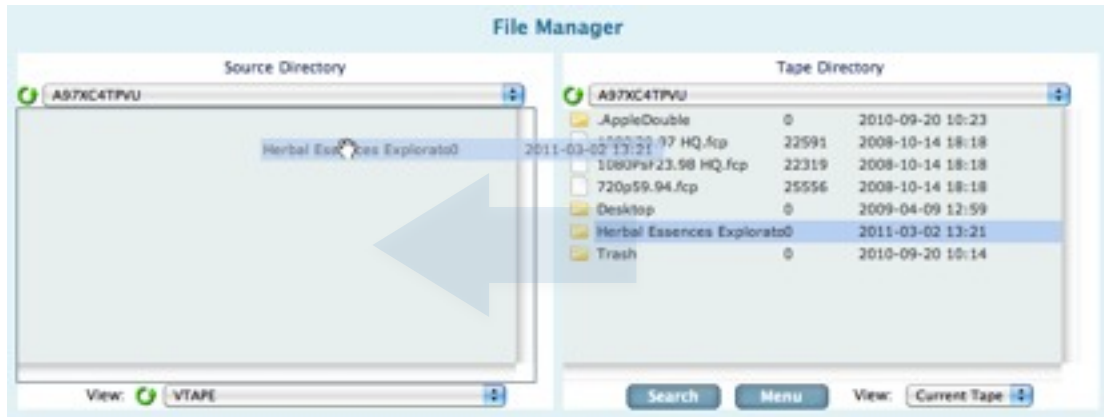 File Manager
Source Directory
A97XC4TPVU
Herbal Essences Explorato0 2011-03-02 13:21
View: VTAPE
Tape Directory
A97XC4TPVU
.AppleDouble 0 2010-09-20 10:23
97 HQ.fcp 22591 2008-10-14 18:18
1080PsF23.98 HQ.fcp 22319 2008-10-14 18:18
720p59.94.fcp 25556 2008-10-14 18:18
Desktop 0 2009-04-09 12:59
Herbal Essences Explorato0 2011-03-02 13:21
Trash 0 2010-09-20 10:14
Search Menu View: Current Tape